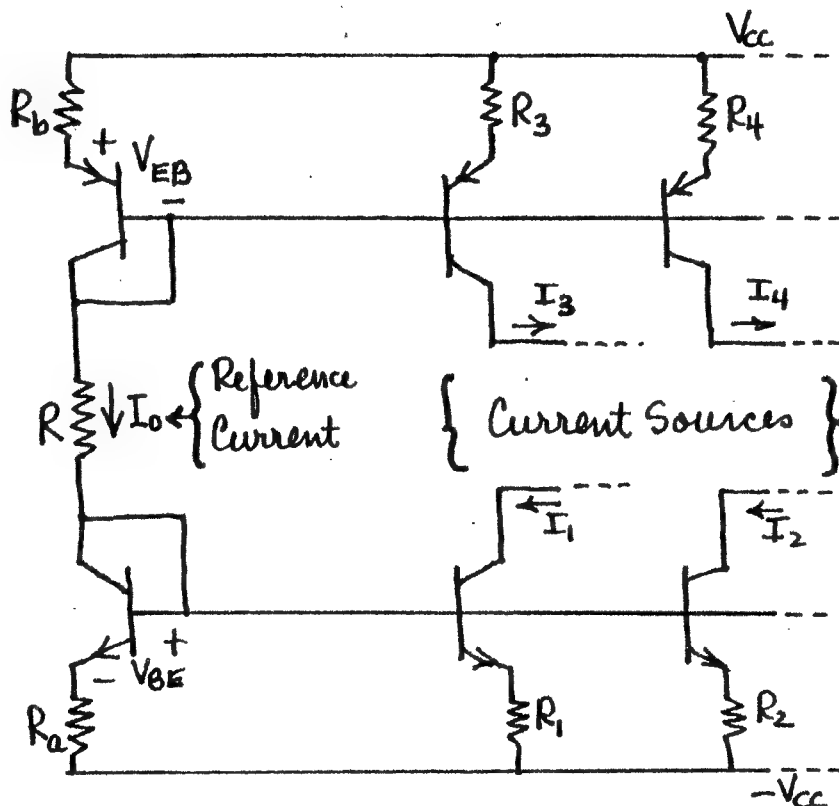 Vcc
Rb
+
VEB
−
R3
R4
I3
I4
R
I0
Reference
Current
Current Sources
I1
I2
+
−
VBE
Ra
R1
R2
−Vcc